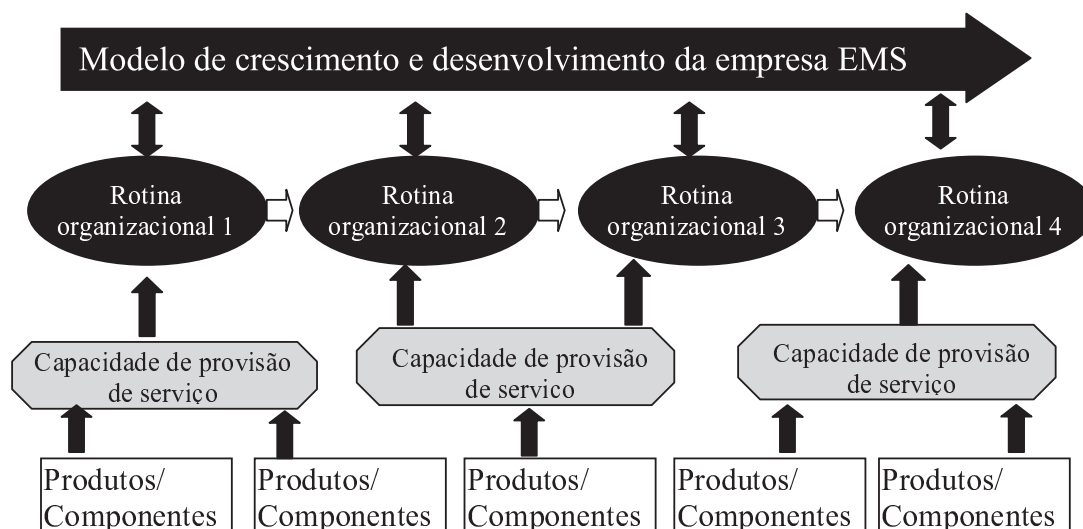 Modelo de crescimento e desenvolvimento da empresa EMS
Rotina
organizacional 1
Rotina
organizacional 2
Rotina
organizacional 3
Rotina
organizacional 4
Capacidade de provisão
de serviço
Capacidade de provisão
de servico
Capacidade de provisão
de serviço
Produtos/
Componentes
Produtos/
Componentes
Produtos/
Componentes
Produtos/
Componentes
Produtos/
Componentes